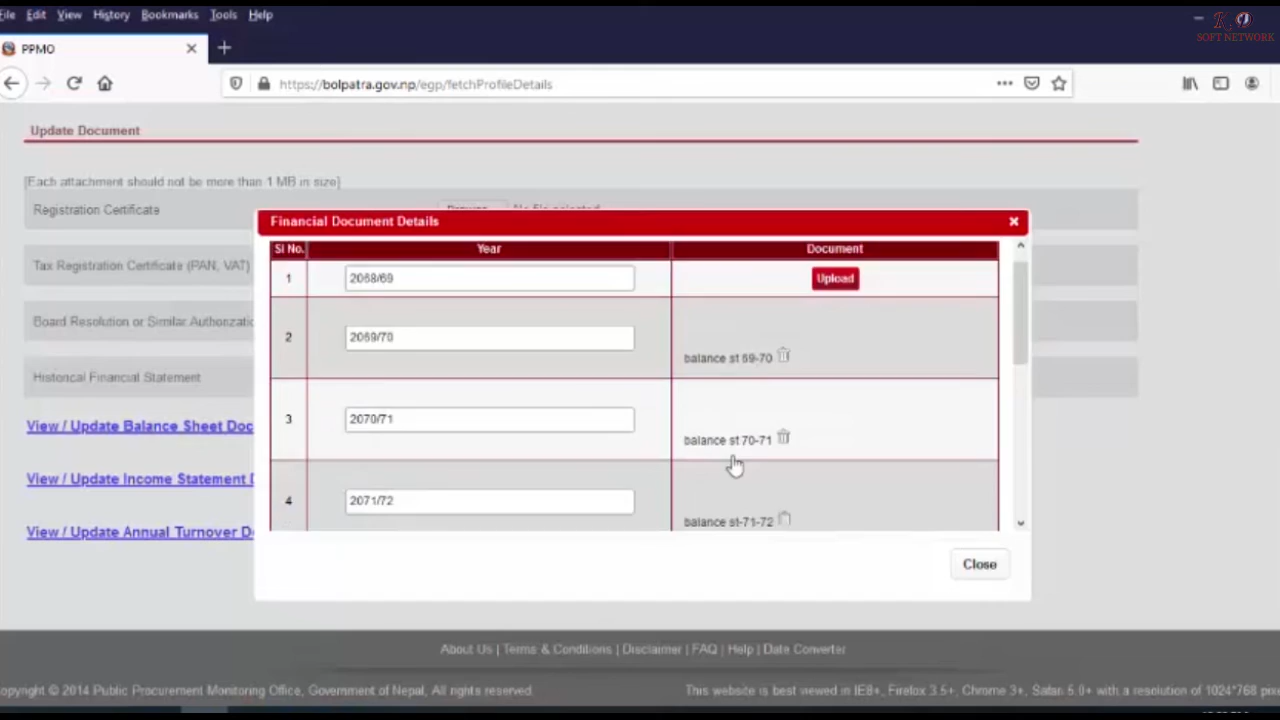 File Edit View History Bookmarks Tools Help
R D
SOFT NETWORK
PPMO
https://bolpatra.gov.np/egp/fetchProfileDetails
Update Document
[Each attachment should not be more than 1 MB in size]
Registration Certificate
No file selected
Financial Document Details
Sl No. Year Document
1 2068/69 Upload
Tax Registration Certificate (PAN, VAT)
Board Resolution or Similar Authorizatio
2 2069/70 balance st 69-70
Historical Financial Statement
3 2070/71 balance st 70-71
View / Update Balance Sheet Doc
View / Update Income Statement D
4 2071/72 balance st-71-72
View / Update Annual Turnover Do
Close
About Us | Terms & Conditions | Disclaimer | FAQ | Help | Date Converter
opyright © 2014 Public Procurement Monitoring Office, Government of Nepal, All rights reserved.
This website is best viewed in IE8+, Firefox 3.5+, Chrome 3+, Safari 5.0+ with a resolution of 1024*768 pixe